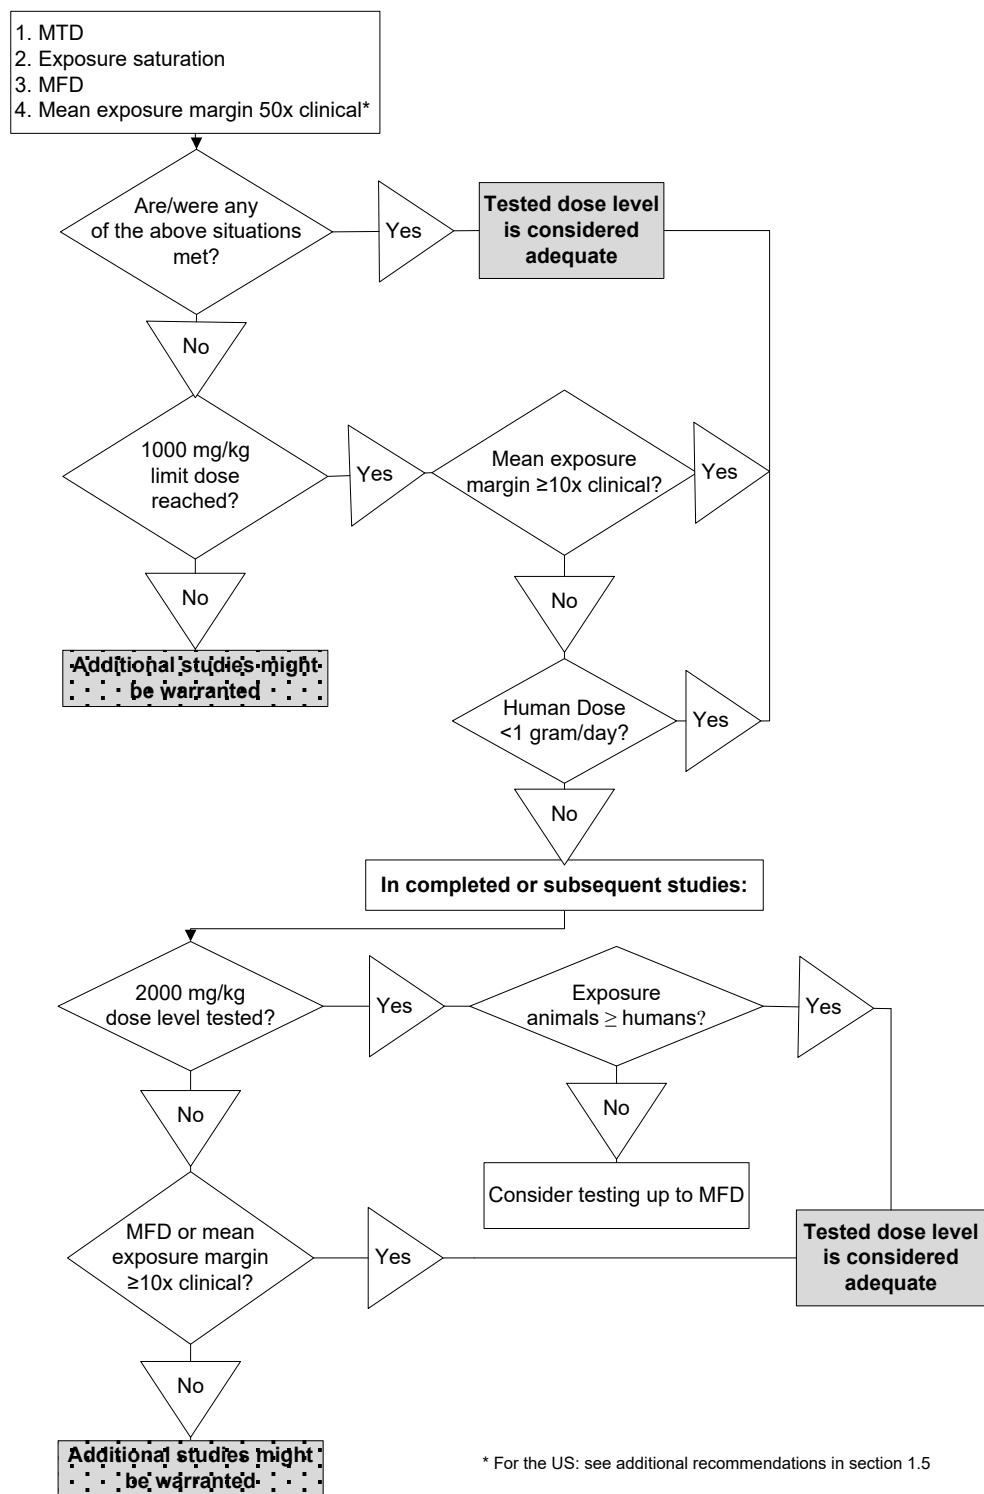 1. MTD
2. Exposure saturation
3. MFD
4. Mean exposure margin 50x clinical*
Are/were any
of the above situations
met?
Yes
Tested dose level
is considered
adequate
No
1000 mg/kg
limit dose
reached?
Yes
Mean exposure
margin ≥10x clinical?
Yes
No
No
Additional studies might
be warranted
Human Dose
<1 gram/day?
Yes
No
In completed or subsequent studies:
2000 mg/kg
dose level tested?
Yes
Exposure
animals ≥ humans?
Yes
No
No
Consider testing up to MFD
MFD or mean
exposure margin
≥10x clinical?
Yes
Tested dose level
is considered
adequate
No
Additional studies might
be warranted
* For the US: see additional recommendations in section 1.5